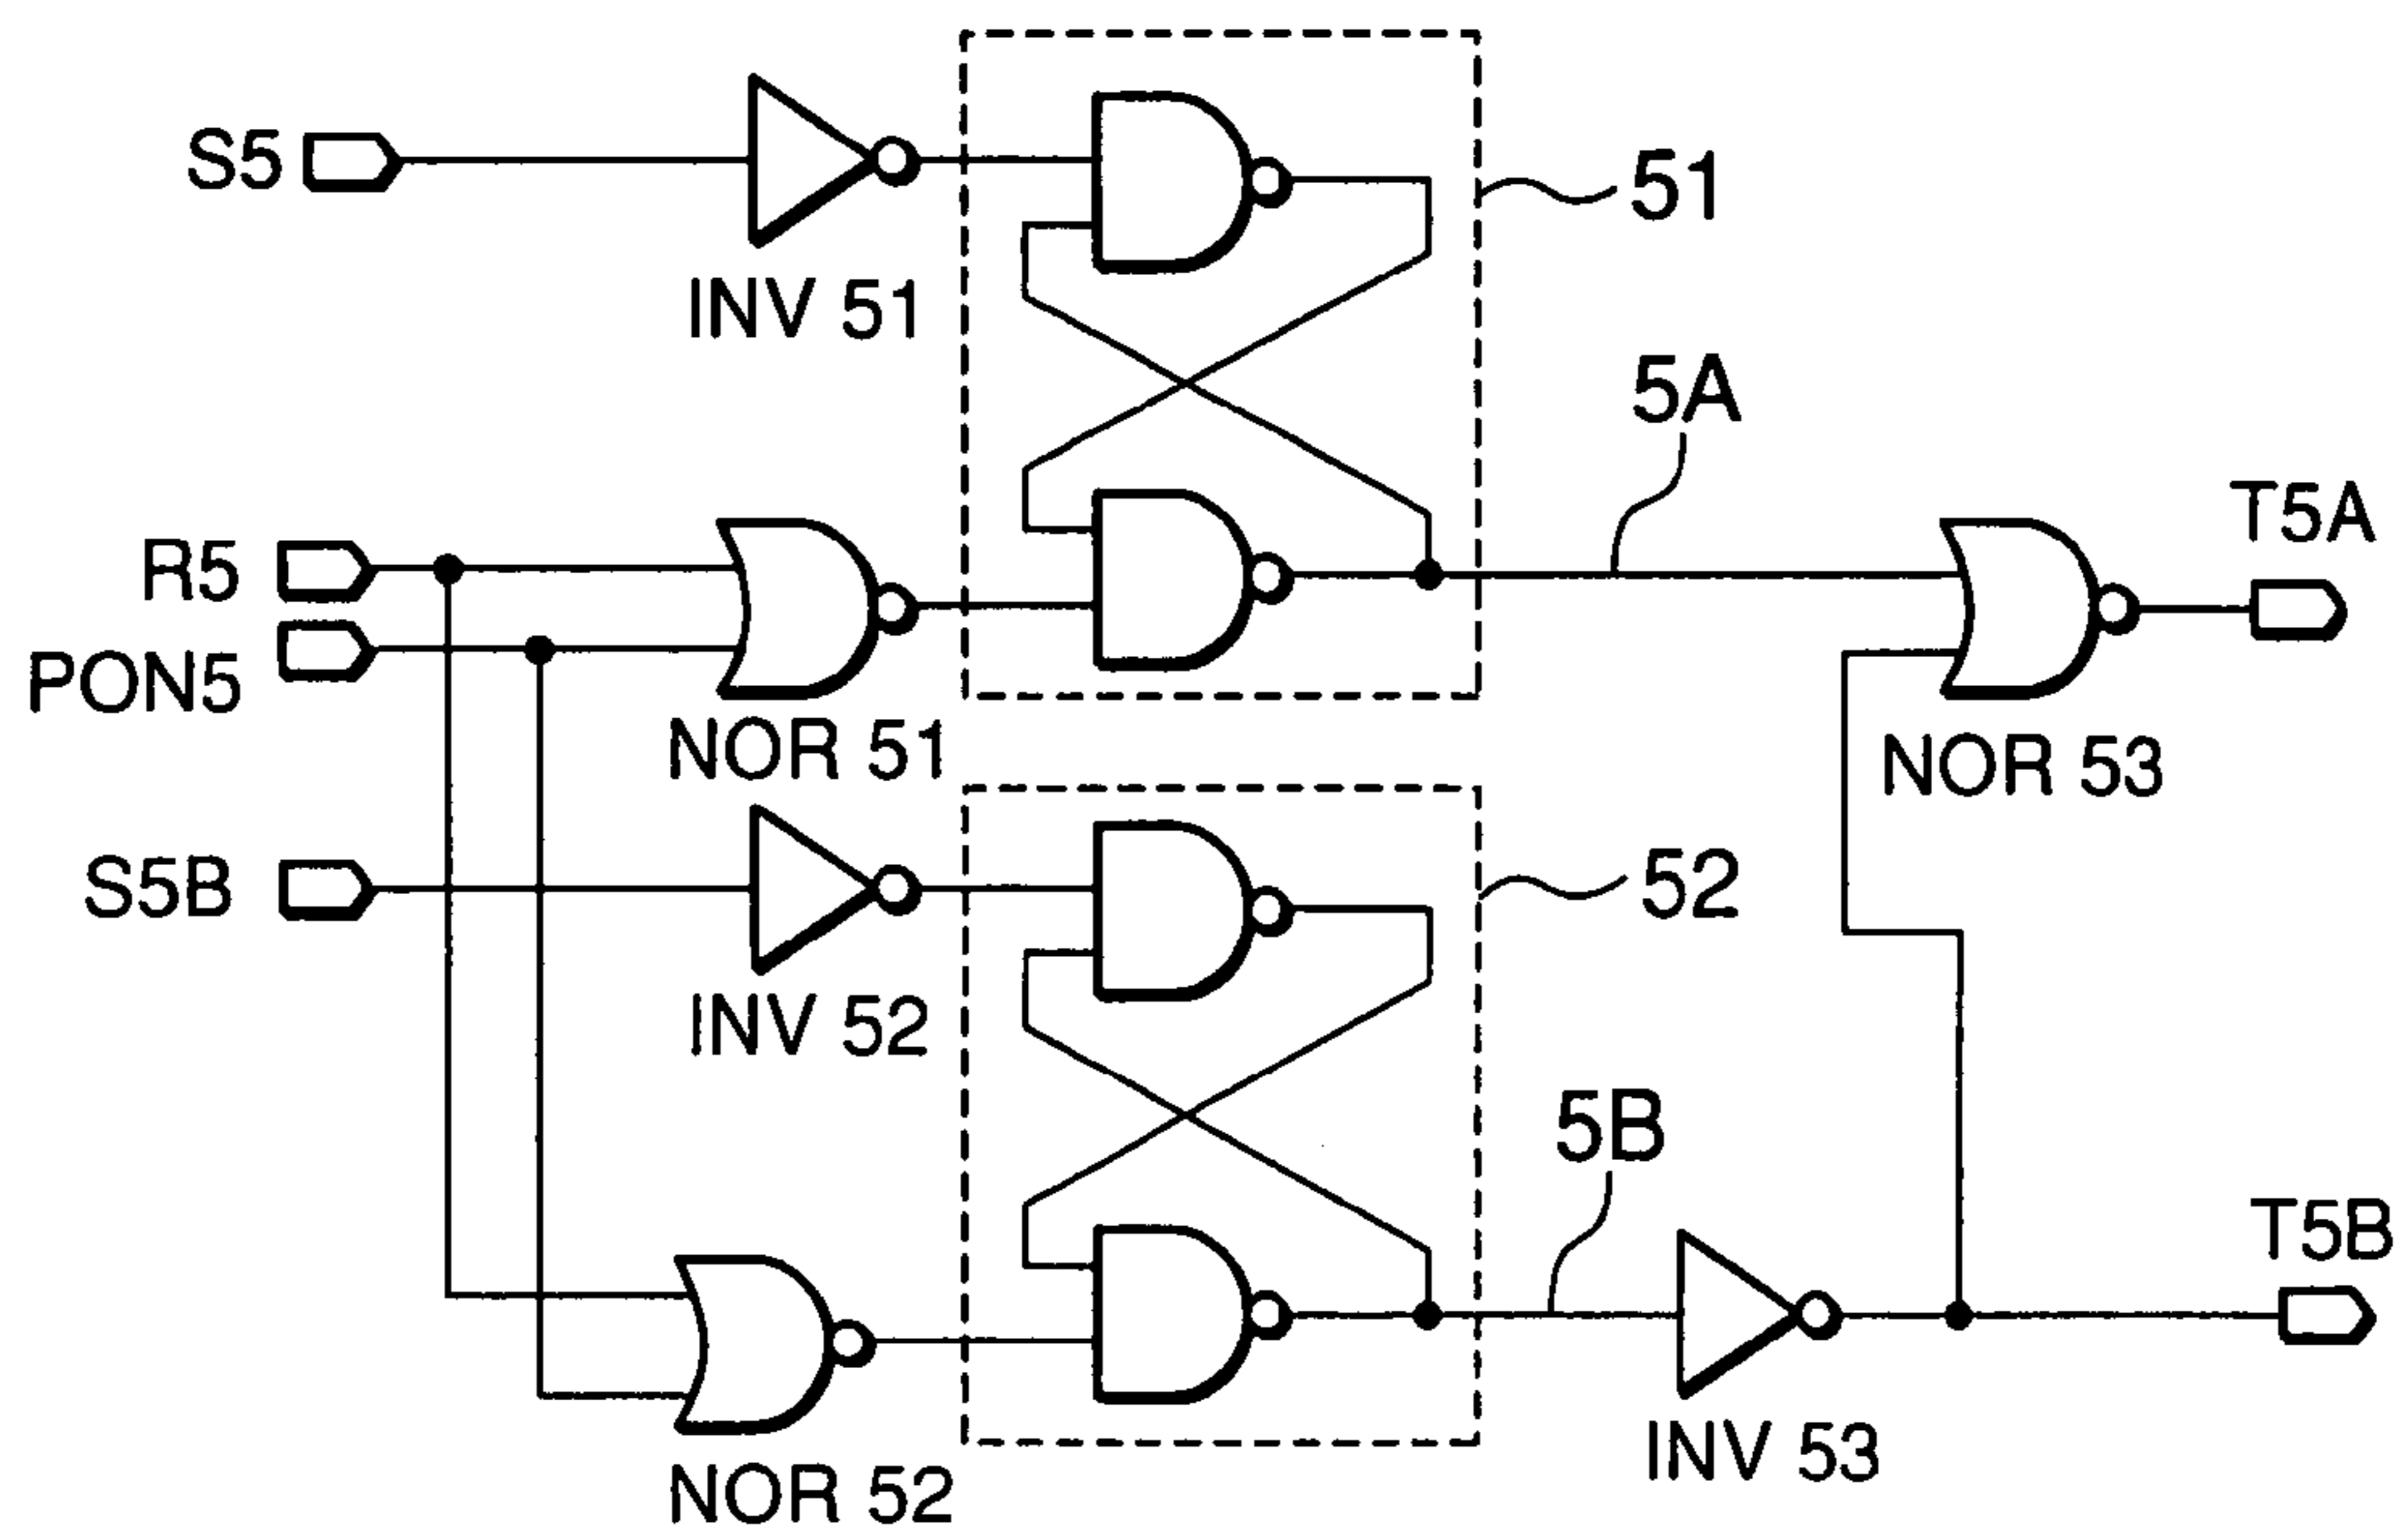 S5
INV 51
51
5A
R5
PON5
NOR 51
T5A
NOR 53
S5B
INV 52
52
5B
T5B
NOR 52
INV 53